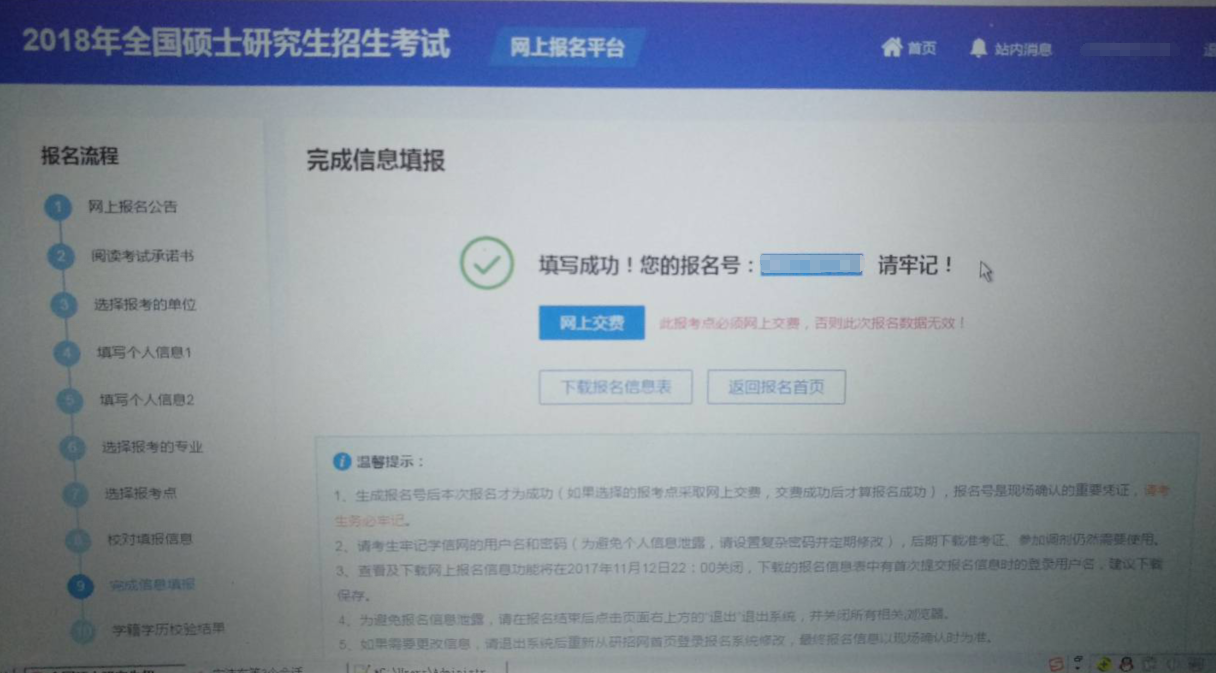 2018年全国硕士研究生招生考试
网上报名平台
首页
站内消息
报名流程
1 网上报名公告
2 阅读考试承诺书
3 选择报考的单位
4 填写个人信息1
5 填写个人信息2
6 选择报考的专业
7 选择报考点
8 校对填报信息
9 完成信息填报
10 学籍学历校验结果
完成信息填报
填写成功！您的报名号： 请牢记！
网上交费 此报考点必须网上交费，否则此次报名数据无效！
下载报名信息表 返回报名首页
温馨提示：
1、生成报名号后本次报名才为成功（如果选择的报考点采取网上交费，交费成功后才算报名成功），报名号是现场确认的重要凭证，请考
生务必牢记。
2、请考生牢记学信网的用户名和密码（为避免个人信息泄露，请设置复杂密码并定期修改），后期下载准考证、参加调剂仍然需要使用。
3、查看及下载网上报名信息功能将在2017年11月12日22：00关闭，下载的报名信息表中有首次提交报名信息时的登录用户名，建议下载
保存。
4、为避免报名信息泄露，请在报名结束后点击页面右上方的“退出”退出系统，并关闭所有相关浏览器。
5、如果需要更改信息，请退出系统后重新从研招网首页登录报名系统修改，最终报名信息以现场确认时为准。